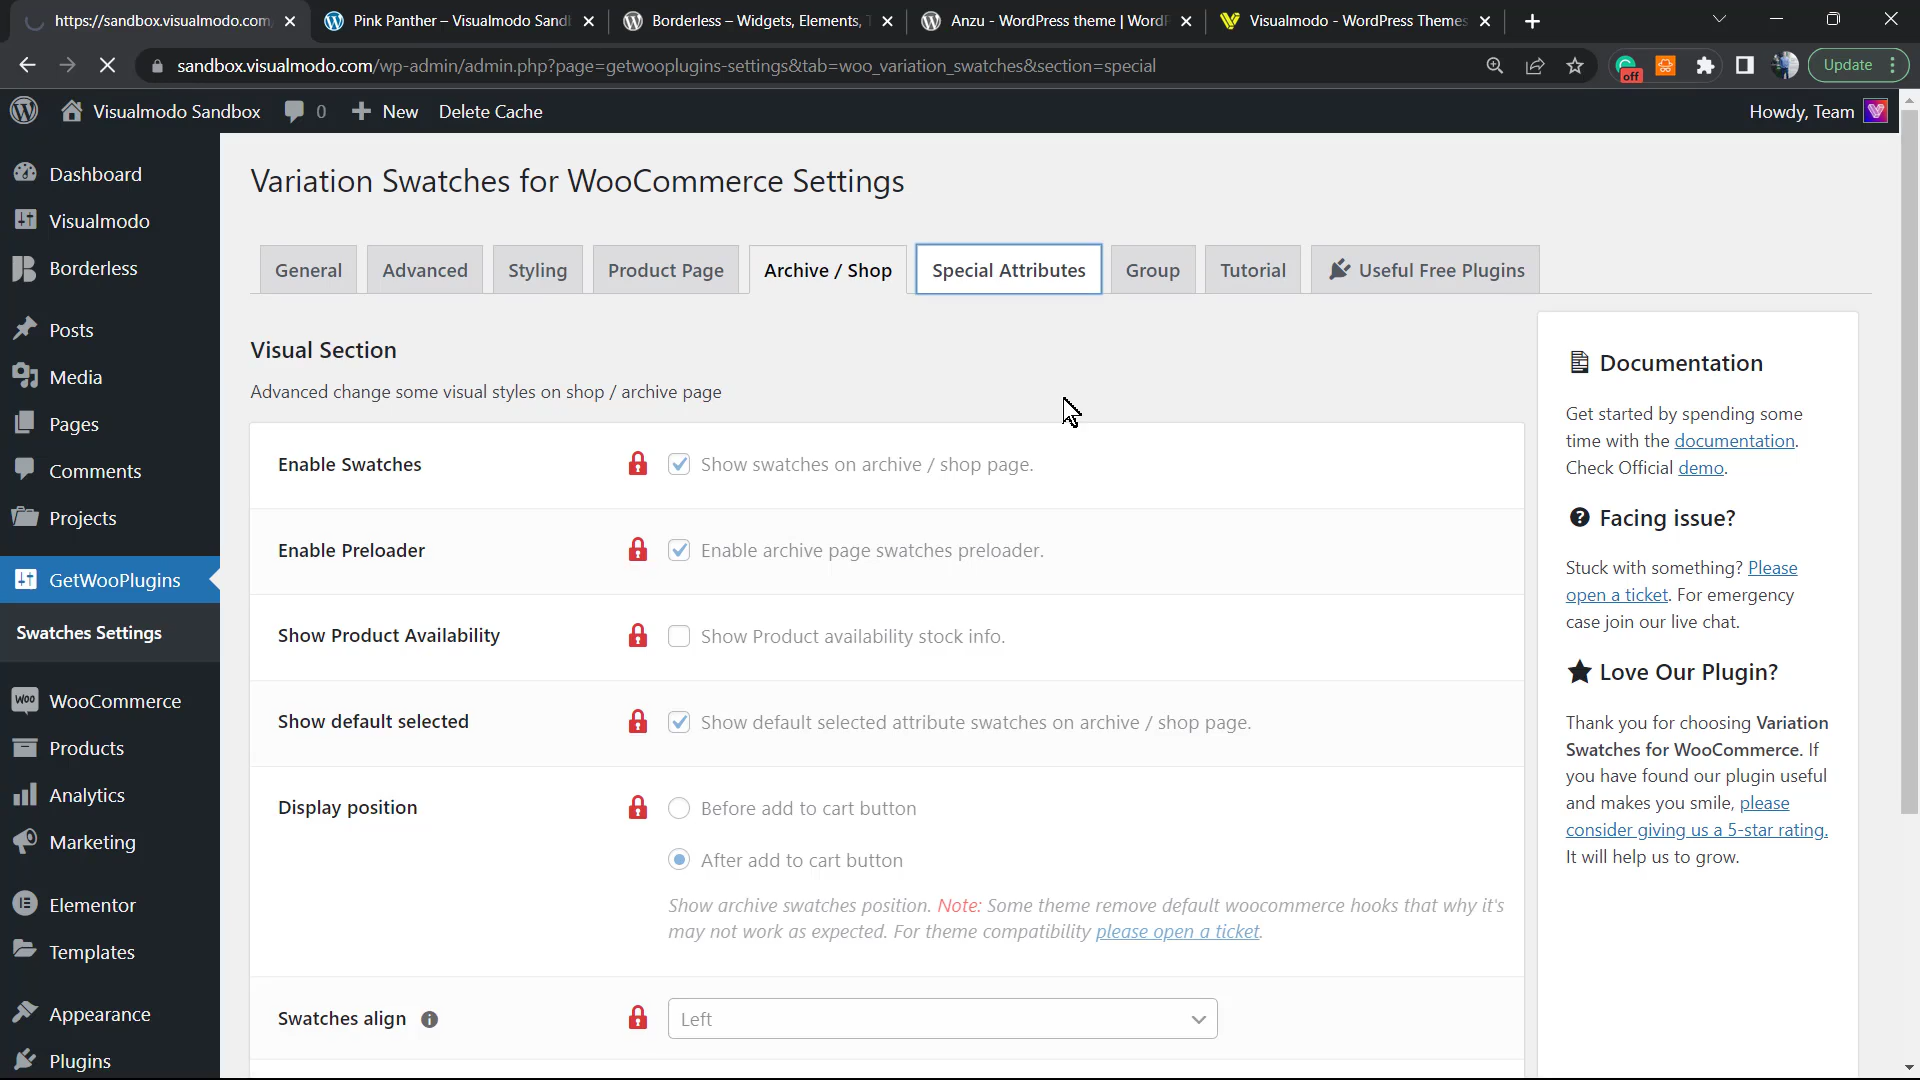 https://sandbox.visualmodo.com
Pink Panther – Visualmodo Sand
Borderless – Widgets, Elements,
Anzu - WordPress theme | Word
Visualmodo - WordPress Themes
sandbox.visualmodo.com/wp-admin/admin.php?page=getwooplugins-settings&tab=woo_variation_swatches&section=special
off
Update
Visualmodo Sandbox
0
New
Delete Cache
Howdy, Team
Dashboard
Visualmodo
Borderless
Posts
Media
Pages
Comments
Projects
GetWooPlugins
Swatches Settings
WooCommerce
Products
Analytics
Marketing
Elementor
Templates
Appearance
Plugins
Variation Swatches for WooCommerce Settings
General
Advanced
Styling
Product Page
Archive / Shop
Special Attributes
Group
Tutorial
Useful Free Plugins
Visual Section
Advanced change some visual styles on shop / archive page
Enable Swatches
Show swatches on archive / shop page.
Enable Preloader
Enable archive page swatches preloader.
Show Product Availability
Show Product availability stock info.
Show default selected
Show default selected attribute swatches on archive / shop page.
Display position
Before add to cart button
After add to cart button
Show archive swatches position. Note: Some theme remove default woocommerce hooks that why it's
may not work as expected. For theme compatibility please open a ticket.
Swatches align
Left
Documentation
Get started by spending some
time with the documentation.
Check Official demo.
Facing issue?
Stuck with something? Please
open a ticket. For emergency
case join our live chat.
Love Our Plugin?
Thank you for choosing Variation
Swatches for WooCommerce. If
you have found our plugin useful
and makes you smile, please
consider giving us a 5-star rating.
It will help us to grow.